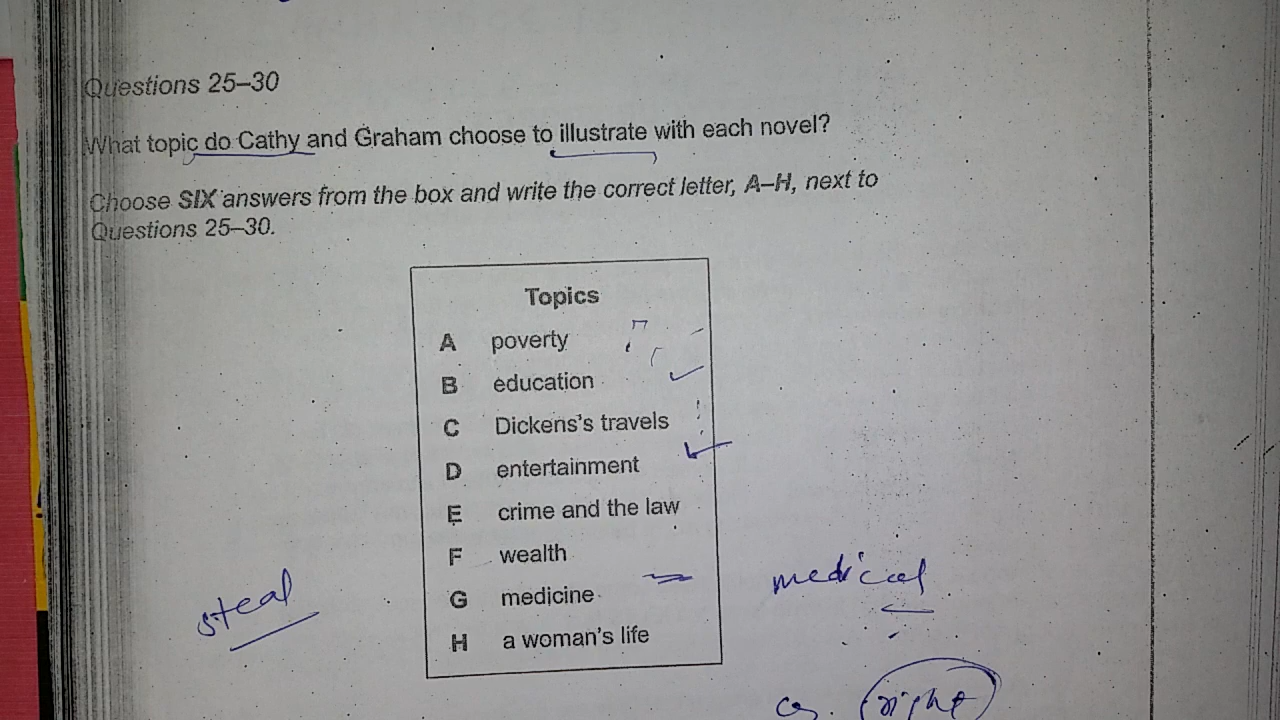 Questions 25–30
What topic do Cathy and Graham choose to illustrate with each novel?
Choose SIX answers from the box and write the correct letter, A–H, next to
Questions 25–30.
Topics
A poverty
B education
C Dickens's travels
D entertainment
E crime and the law
F wealth
G medicine
H a woman's life
steal
medical
right